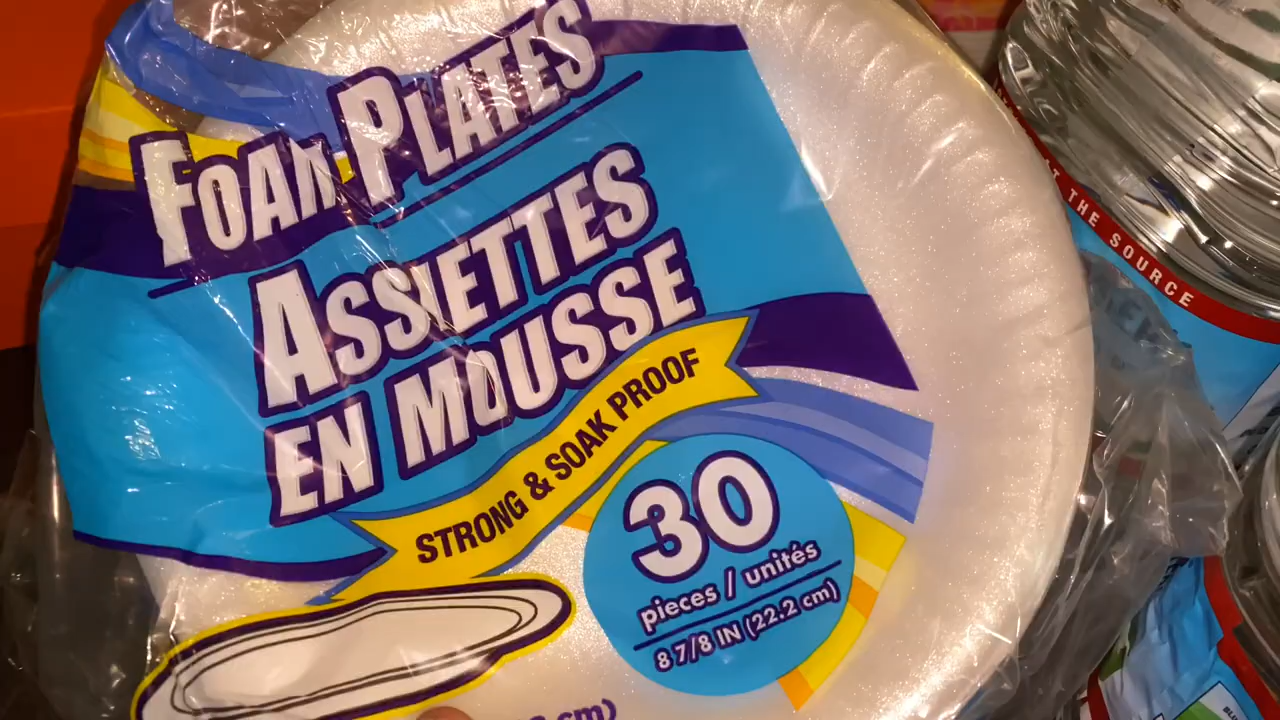 FOAM PLATES
ASSIETTES
EN MOUSSE
STRONG & SOAK PROOF
30
pieces / unités
8 7/8 IN (22.2 cm)
cm)
THE SOURCE